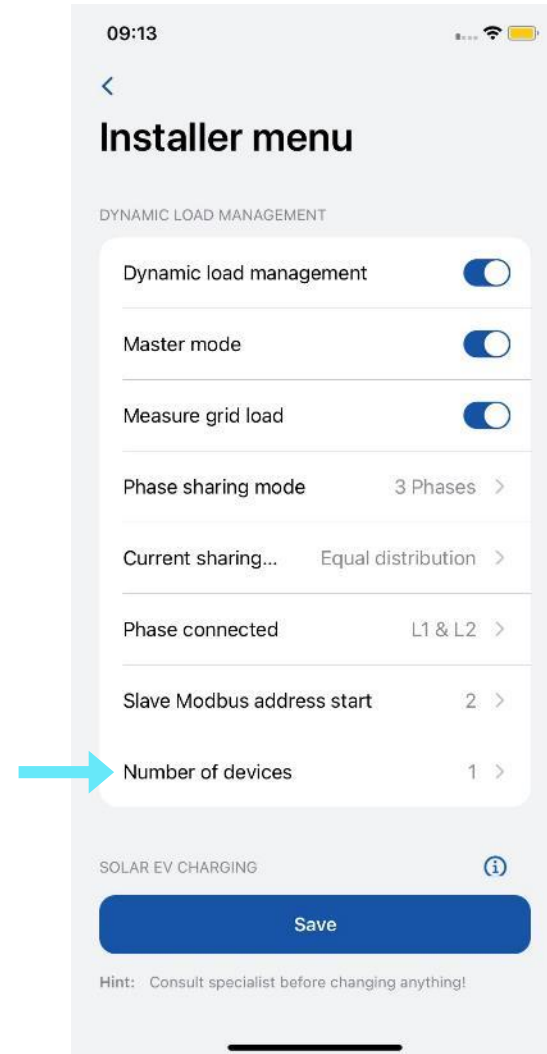 09:13
Installer menu
DYNAMIC LOAD MANAGEMENT
Dynamic load management
Master mode
Measure grid load
Phase sharing mode 3 Phases
Current sharing... Equal distribution
Phase connected L1 & L2
Slave Modbus address start 2
Number of devices 1
SOLAR EV CHARGING
Save
Hint: Consult specialist before changing anything!